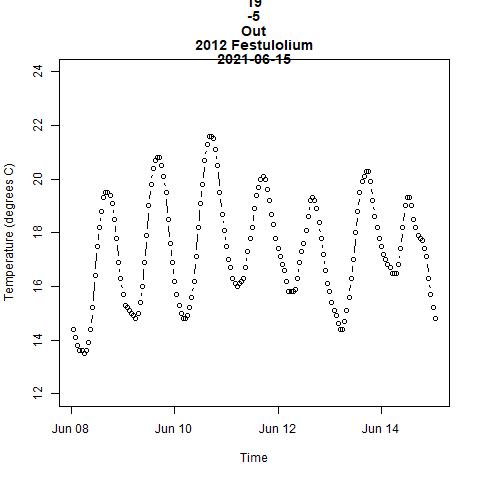 19
-5
Out
2012 Festulolium
2021-06-15
Temperature (degrees C)
24
22
20
18
16
14
12
Jun 08
Jun 10
Jun 12
Jun 14
Time